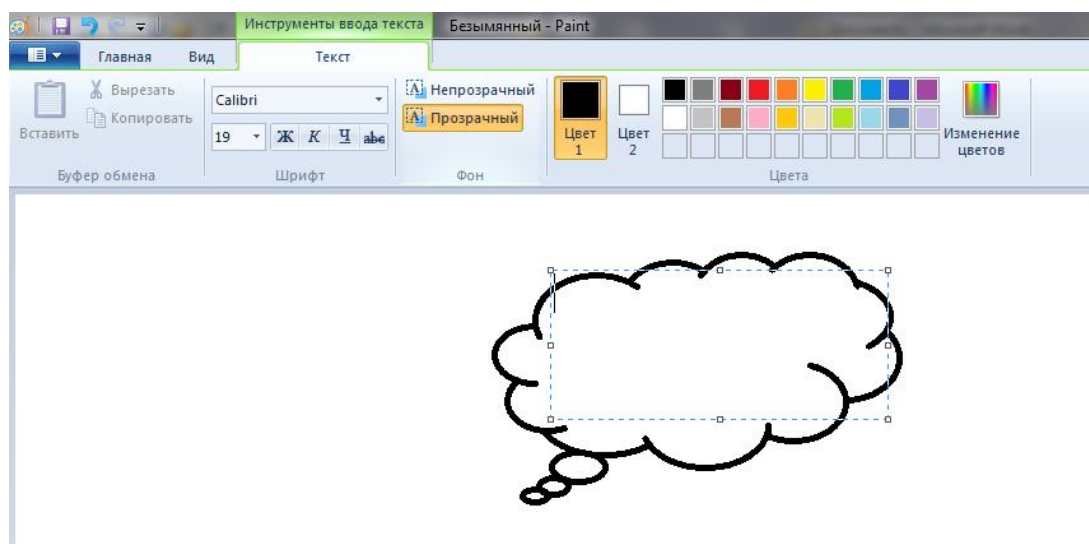 Инструменты ввода текста Безымянный - Paint
Главная Вид Текст
Вставить
Вырезать
Копировать
Буфер обмена
Calibri
19 Ж К Ч abc
Шрифт
Непрозрачный
Прозрачный
Фон
Цвет 1
Цвет 2
Изменение цветов
Цвета